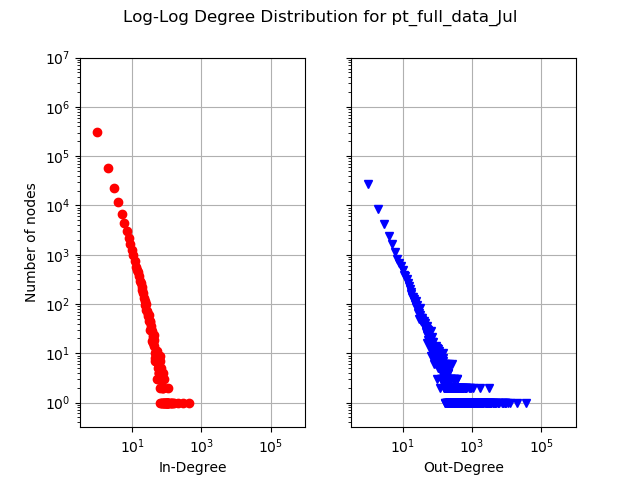 Log-Log Degree Distribution for pt_full_data_Jul
Number of nodes
10^7
10^6
10^5
10^4
10^3
10^2
10^1
10^0
10^1 10^3 10^5
10^1 10^3 10^5
In-Degree
Out-Degree